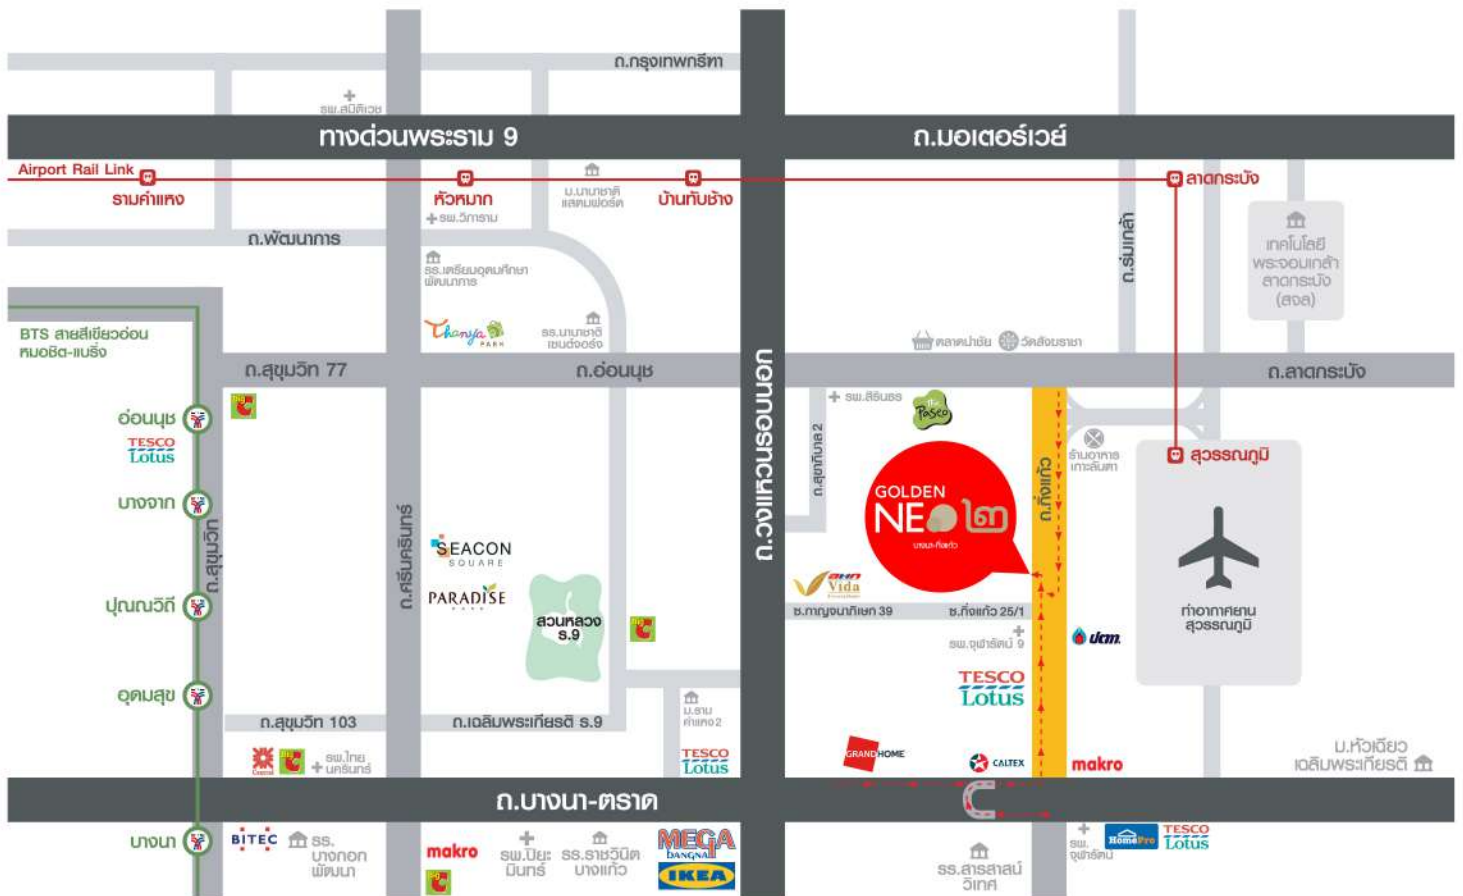 ถ.กรุงเทพกรีฑา
รพ.สมิติเวช
ทางด่วนพระราม 9
ถ.มอเตอร์เวย์
Airport Rail Link
รามคำแหง
หัวหมาก
รพ.วิภาราม
ม.นานาชาติ
แสตมฟอร์ด
บ้านทับช้าง
ลาดกระบัง
ถ.พัฒนาการ
รร.เตรียมอุดมศึกษา
พัฒนาการ
ถ.ร่มเกล้า
เทคโนโลยี
พระจอมเกล้า
ลาดกระบัง
(สจล)
BTS สายสีเขียวอ่อน
หมอชิต-แบริ่ง
Thanya
PARK
รร.นานาชาติ
เซนต์จอร์จ
วัดสังฆราชา
ถ.สุขุมวิท 77
ถ.อ่อนนุช
ถ.ลาดกระบัง
ถ.วงแหวนรอบนอก
อ่อนนุช
TESCO
Lotus
Big C
รพ.สิรินธร
The
Paseo
ถ.สุขาภิบาล 2
ร้านอาหาร
เกาะลันตา
สุวรรณภูมิ
บางจาก
ถ.สุขุมวิท
ถ.ศรีนครินทร์
GOLDEN
NEO ๒
บางนา-กิ่งแก้ว
ถ.กิ่งแก้ว
SEACON
SQUARE
PARADISE
PARK
ปุณณวิถี
สวนหลวง
ร.9
Big C
Vida
ซ.กาญจนาภิเษก 39
ซ.กิ่งแก้ว 25/1
ท่าอากาศยาน
สุวรรณภูมิ
รพ.จุฬารัตน์ 9
ปตท.
TESCO
Lotus
อุดมสุข
ถ.สุขุมวิท 103
ถ.เฉลิมพระเกียรติ ร.9
ม.ราม
คำแหง 2
Central
Big C
รพ.ไทย
นครินทร์
TESCO
Lotus
GRAND HOME
CALTEX
makro
ม.หัวเฉียว
เฉลิมพระเกียรติ
ถ.บางนา-ตราด
บางนา
BITEC
รร.
บางกอก
พัฒนา
makro
Big C
รพ.ปิยะ
มินทร์
รร.ราชวินิต
บางแก้ว
MEGA
BANGNA
IKEA
รร.สารสาสน์
วิเทศ
รพ.
จุฬารัตน์
HomePro
TESCO
Lotus